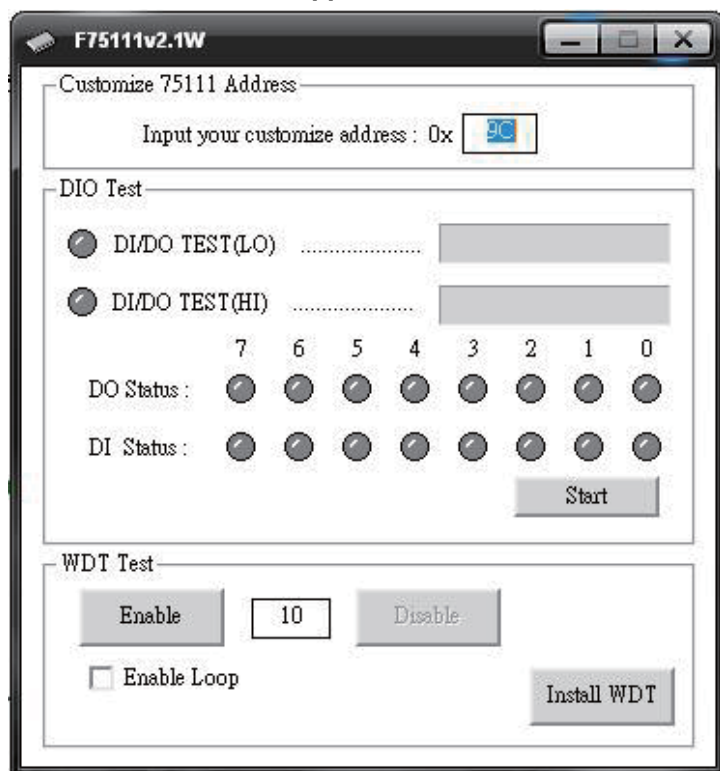 F75111v2.1W
Customize 75111 Address
Input your customize address : 0x 9C
DIO Test
DI/DO TEST(LO) ......................
DI/DO TEST(HI) ......................
7 6 5 4 3 2 1 0
DO Status :
DI Status :
Start
WDT Test
Enable 10 Disable
Enable Loop
Install WDT